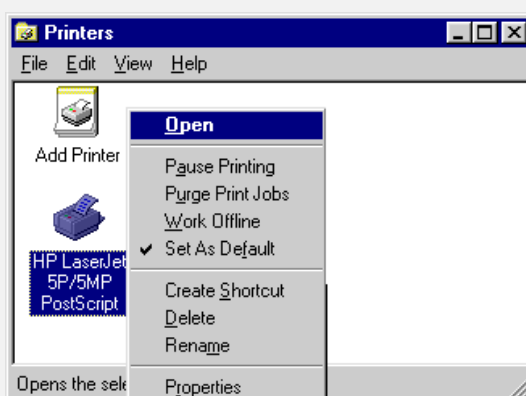 Printers
File Edit View Help
Add Printer
HP LaserJet
5P/5MP
PostScript
Open
Pause Printing
Purge Print Jobs
Work Offline
Set As Default
Create Shortcut
Delete
Rename
Properties
Opens the sele